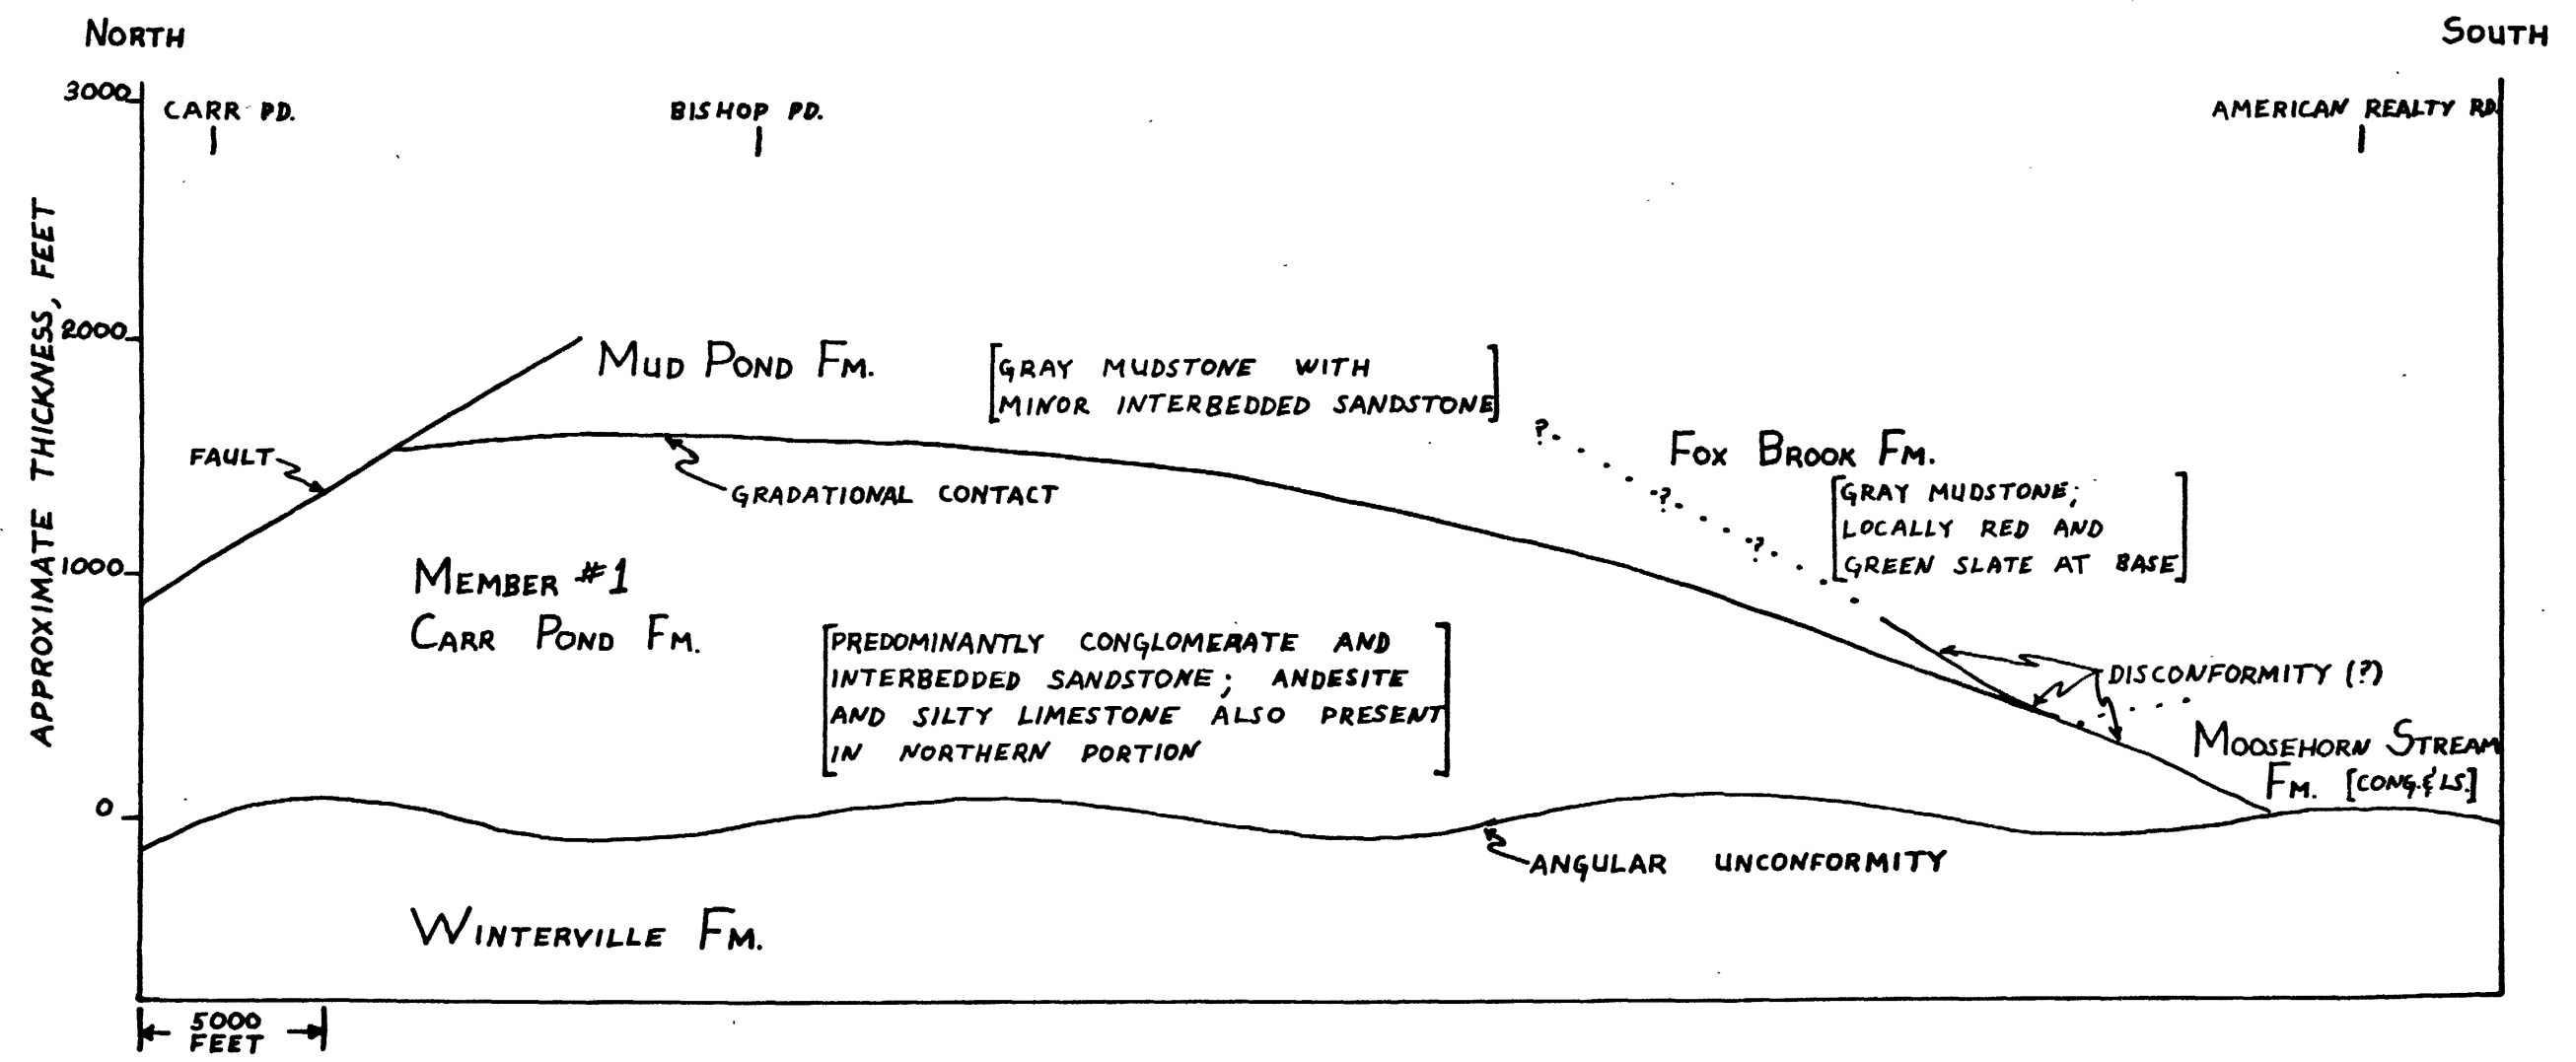 NORTH
SOUTH
3000
CARR PD.
BISHOP PD.
AMERICAN REALTY RD.
APPROXIMATE THICKNESS, FEET
2000
MUD POND FM.
[GRAY MUDSTONE WITH
MINOR INTERBEDDED SANDSTONE]
?
FOX BROOK FM.
FAULT
GRADATIONAL CONTACT
?
[GRAY MUDSTONE;
LOCALLY RED AND
GREEN SLATE AT BASE]
?
1000
MEMBER #1
CARR POND FM.
[PREDOMINANTLY CONGLOMERATE AND
INTERBEDDED SANDSTONE; ANDESITE
AND SILTY LIMESTONE ALSO PRESENT
IN NORTHERN PORTION]
DISCONFORMITY (?)
MOOSEHORN STREAM
FM. [CONG. & LS.]
0
ANGULAR UNCONFORMITY
WINTERVILLE FM.
5000
FEET